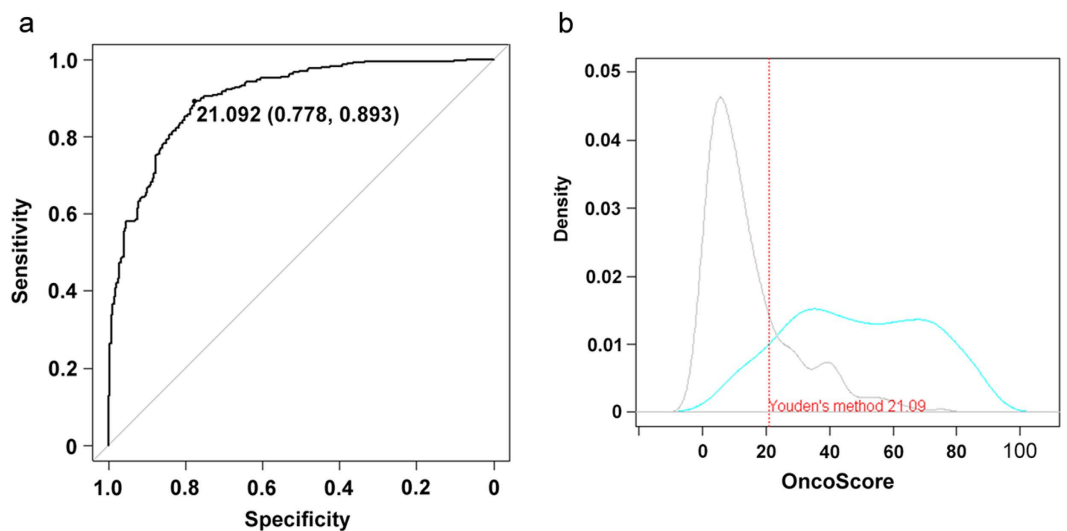 a
1.0
0.8
0.6
0.4
0.2
0
Sensitivity
21.092 (0.778, 0.893)
1.0 0.8 0.6 0.4 0.2 0
Specificity
b
0.05
0.04
0.03
0.02
0.01
0
Density
Youden's method 21.09
0 20 40 60 80 100
OncoScore